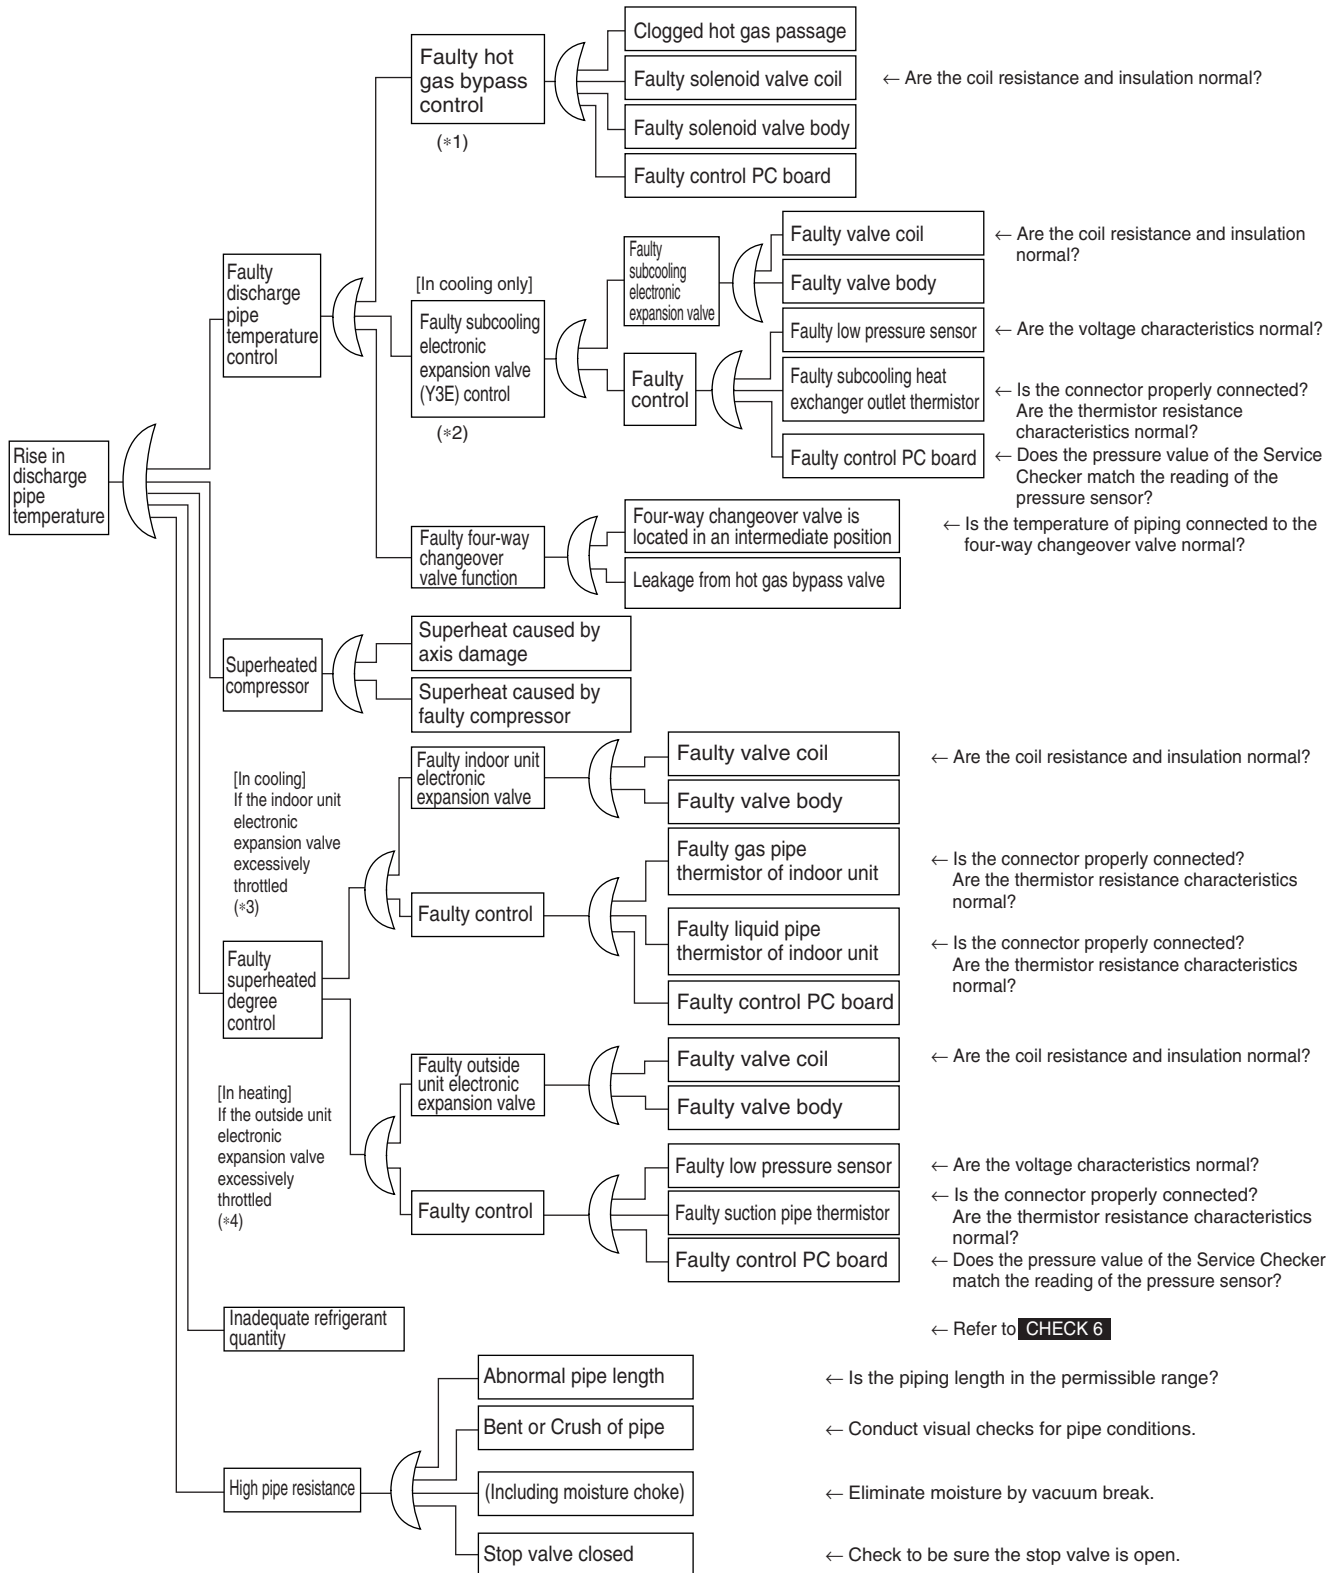 Clogged hot gas passage
Faulty hot
gas bypass
control
Faulty solenoid valve coil
← Are the coil resistance and insulation normal?
Faulty solenoid valve body
(*1)
Faulty control PC board
Faulty
discharge
pipe
temperature
control
[In cooling only]
Faulty subcooling
electronic
expansion valve
(Y3E) control
(*2)
Faulty
subcooling
electronic
expansion valve
Faulty valve coil
← Are the coil resistance and insulation
normal?
Faulty valve body
Faulty
control
Faulty low pressure sensor
← Are the voltage characteristics normal?
Faulty subcooling heat
exchanger outlet thermistor
← Is the connector properly connected?
Are the thermistor resistance
characteristics normal?
Faulty control PC board
← Does the pressure value of the Service
Checker match the reading of the
pressure sensor?
Rise in
discharge
pipe
temperature
Faulty four-way
changeover
valve function
Four-way changeover valve is
located in an intermediate position
← Is the temperature of piping connected to the
four-way changeover valve normal?
Leakage from hot gas bypass valve
Superheated
compressor
Superheat caused by
axis damage
Superheat caused by
faulty compressor
[In cooling]
If the indoor unit
electronic
expansion valve
excessively
throttled
(*3)
Faulty indoor unit
electronic
expansion valve
Faulty valve coil
← Are the coil resistance and insulation normal?
Faulty valve body
Faulty control
Faulty gas pipe
thermistor of indoor unit
← Is the connector properly connected?
Are the thermistor resistance characteristics
normal?
Faulty liquid pipe
thermistor of indoor unit
← Is the connector properly connected?
Are the thermistor resistance characteristics
normal?
Faulty control PC board
Faulty
superheated
degree
control
[In heating]
If the outside unit
electronic
expansion valve
excessively
throttled
(*4)
Faulty outside
unit electronic
expansion valve
Faulty valve coil
← Are the coil resistance and insulation normal?
Faulty valve body
Faulty control
Faulty low pressure sensor
← Are the voltage characteristics normal?
Faulty suction pipe thermistor
← Is the connector properly connected?
Are the thermistor resistance characteristics
normal?
Faulty control PC board
← Does the pressure value of the Service Checker
match the reading of the pressure sensor?
Inadequate refrigerant
quantity
← Refer to CHECK 6
High pipe resistance
Abnormal pipe length
← Is the piping length in the permissible range?
Bent or Crush of pipe
← Conduct visual checks for pipe conditions.
(Including moisture choke)
← Eliminate moisture by vacuum break.
Stop valve closed
← Check to be sure the stop valve is open.